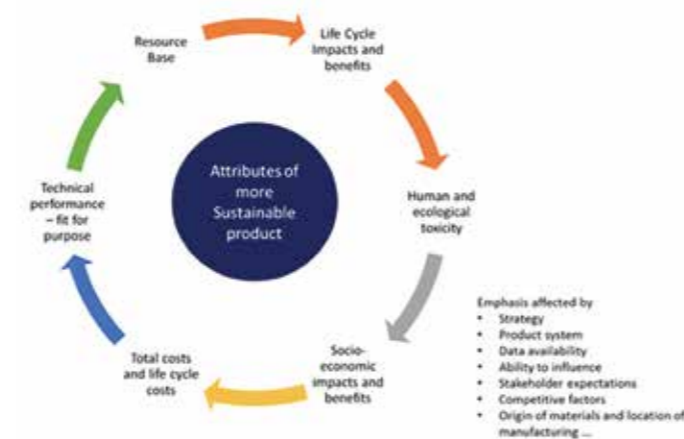 Resource
Base
Life Cycle
Impacts and
benefits
Human and
ecological
toxicity
Socio-
economic
impacts and
benefits
Total costs
and life cycle
costs
Technical
performance
– fit for
purpose
Attributes of
more
Sustainable
product
Emphasis affected by
• Strategy
• Product system
• Data availability
• Ability to influence
• Stakeholder expectations
• Competitive factors
• Origin of materials and location of
manufacturing ...